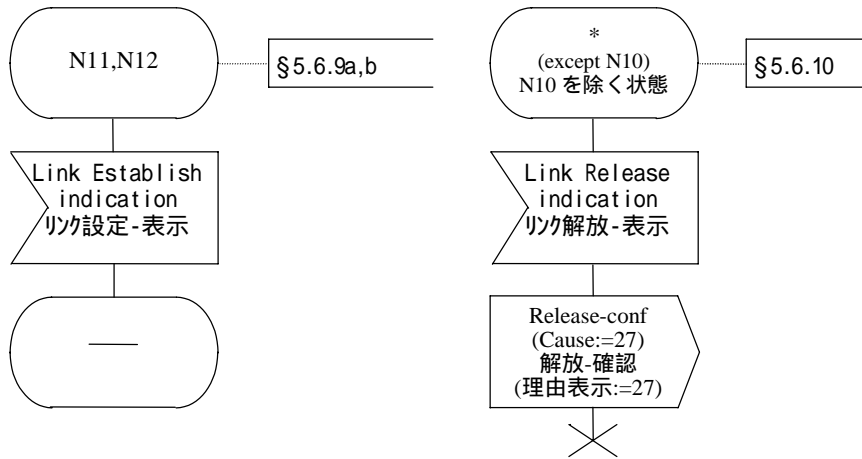 N11,N12
§5.6.9a,b
Link Establish
indication
リンク設定-表示
*
(except N10)
N10 を除く状態
§5.6.10
Link Release
indication
リンク解放-表示
Release-conf
(Cause:=27)
解放-確認
(理由表示:=27)